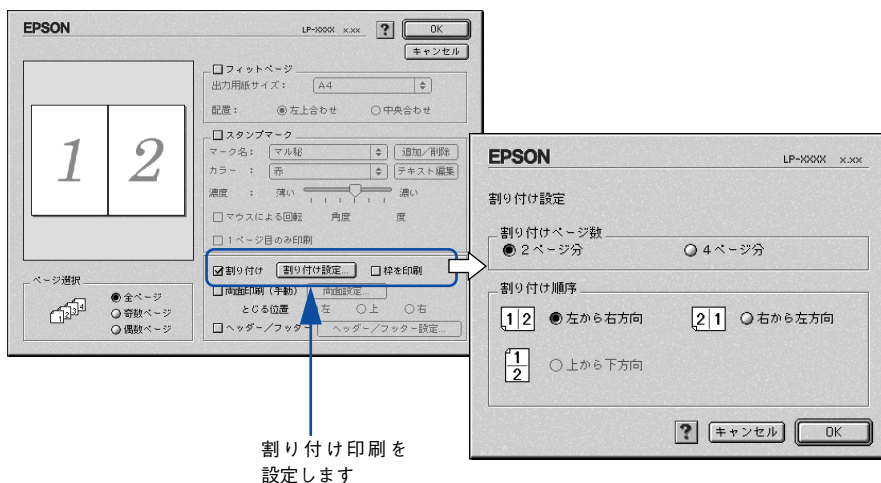 EPSON LP-XXXX x.xx ? OK
キャンセル
フィットページ
出力用紙サイズ： A4
配置： 左上合わせ 中央合わせ
スタンプマーク
マーク名： マル秘 追加／削除
カラー ： 赤 テキスト編集
濃度 ： 薄い 濃い
マウスによる回転 角度 度
1ページ目のみ印刷
割り付け 割り付け設定... 枠を印刷
両面印刷（手動） 両面設定...
とじる位置 左 上 右
ヘッダー／フッター ヘッダー／フッター設定...
1 2
ページ選択
1 2 3 4
全ページ
奇数ページ
偶数ページ
割り付け印刷を
設定します
EPSON LP-XXXX x.xx
割り付け設定
割り付けページ数
2ページ分 4ページ分
割り付け順序
1 2 左から右方向 2 1 右から左方向
1
2 上から下方向
? キャンセル OK